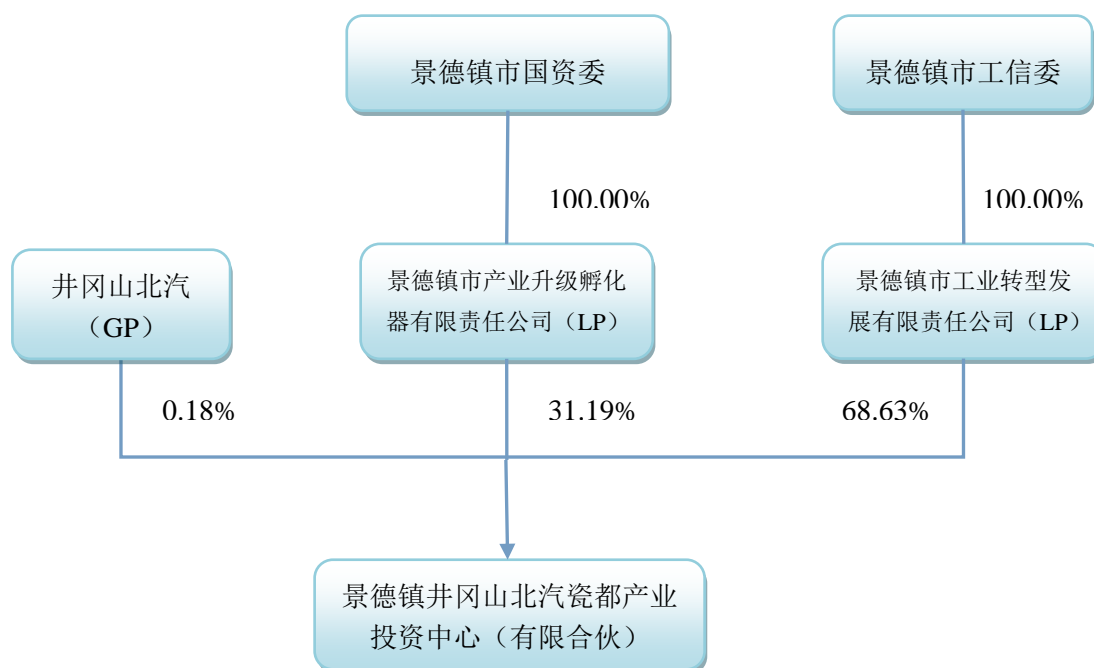 景德镇市国资委
景德镇市工信委
100.00%
100.00%
井冈山北汽
（GP）
景德镇市产业升级孵化
器有限责任公司（LP）
景德镇市工业转型发
展有限责任公司（LP）
0.18%
31.19%
68.63%
景德镇井冈山北汽瓷都产业
投资中心（有限合伙）